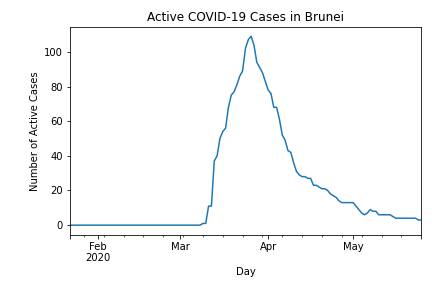 Active COVID-19 Cases in Brunei
Number of Active Cases
100
80
60
40
20
0
Feb
2020
Mar
Apr
May
Day